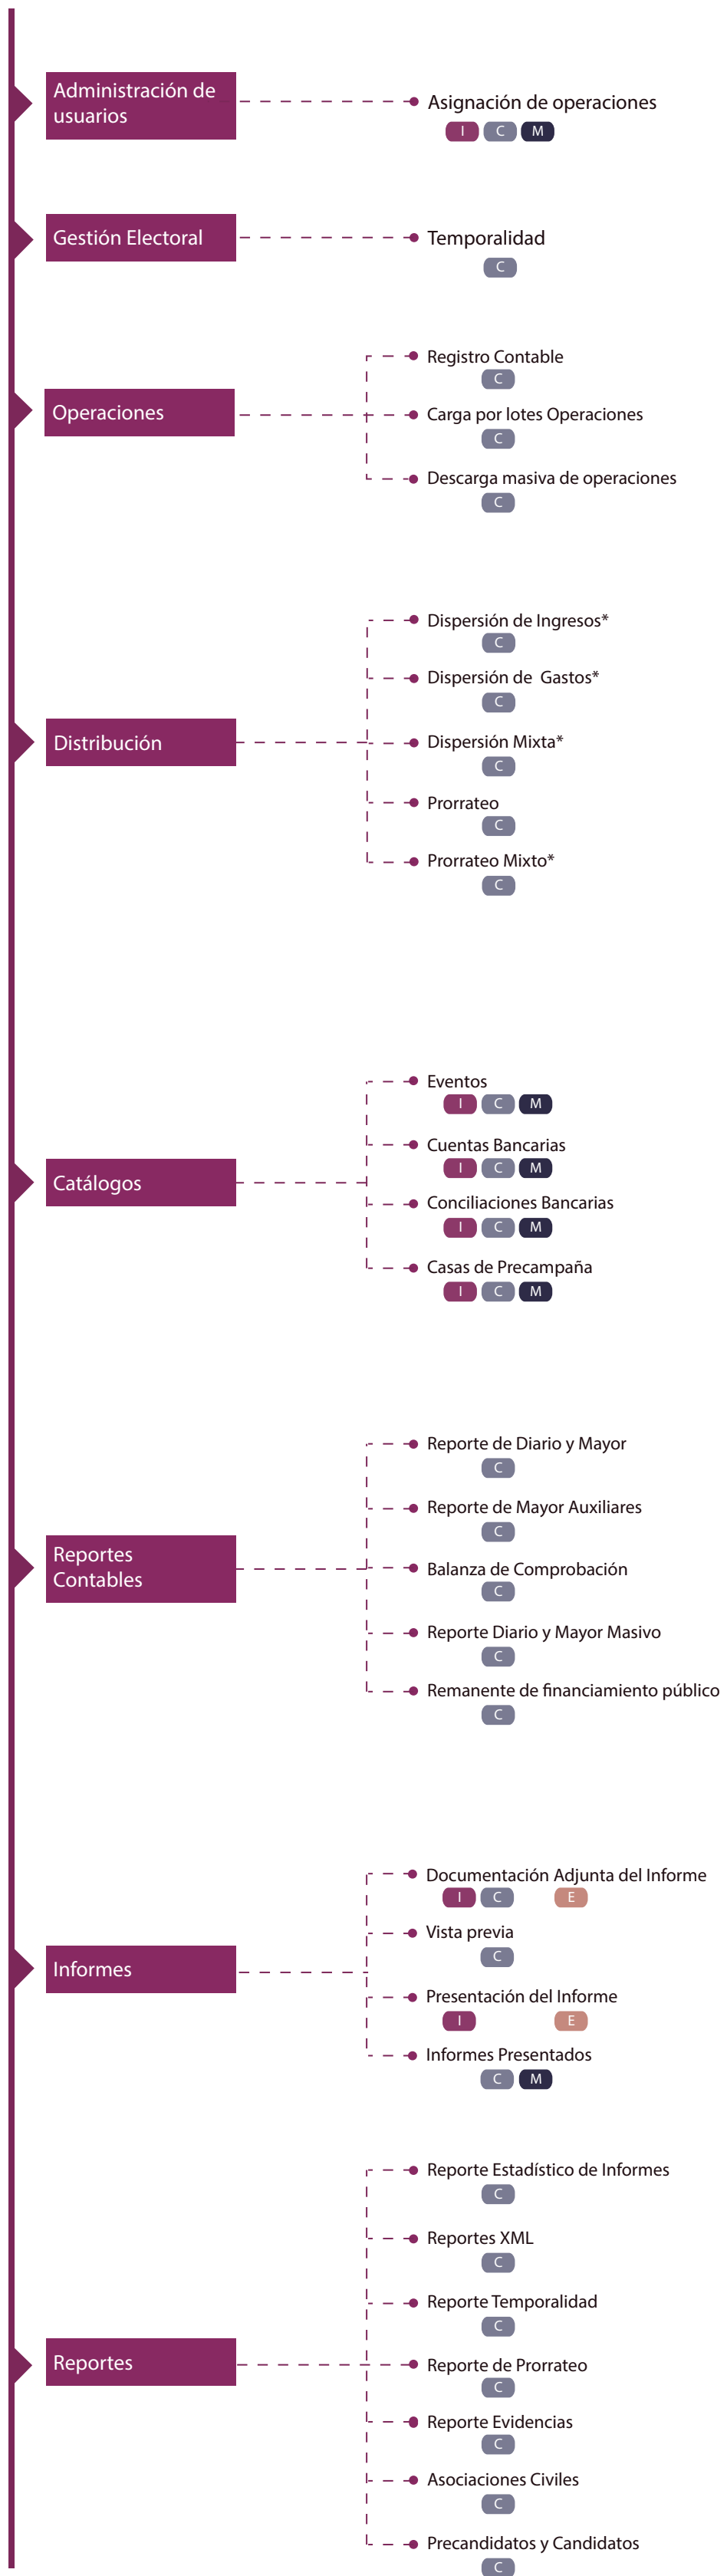 Administración de
usuarios
Asignación de operaciones
I C M
Gestión Electoral
Temporalidad
C
Operaciones
Registro Contable
C
Carga por lotes Operaciones
C
Descarga masiva de operaciones
C
Distribución
Dispersión de Ingresos*
C
Dispersión de Gastos*
C
Dispersión Mixta*
C
Prorrateo
C
Prorrateo Mixto*
C
Catálogos
Eventos
I C M
Cuentas Bancarias
I C M
Conciliaciones Bancarias
I C M
Casas de Precampaña
I C M
Reportes
Contables
Reporte de Diario y Mayor
C
Reporte de Mayor Auxiliares
C
Balanza de Comprobación
C
Reporte Diario y Mayor Masivo
C
Remanente de financiamiento público
C
Informes
Documentación Adjunta del Informe
I C E
Vista previa
C
Presentación del Informe
I E
Informes Presentados
C M
Reportes
Reporte Estadístico de Informes
C
Reportes XML
C
Reporte Temporalidad
C
Reporte de Prorrateo
C
Reporte Evidencias
C
Asociaciones Civiles
C
Precandidatos y Candidatos
C